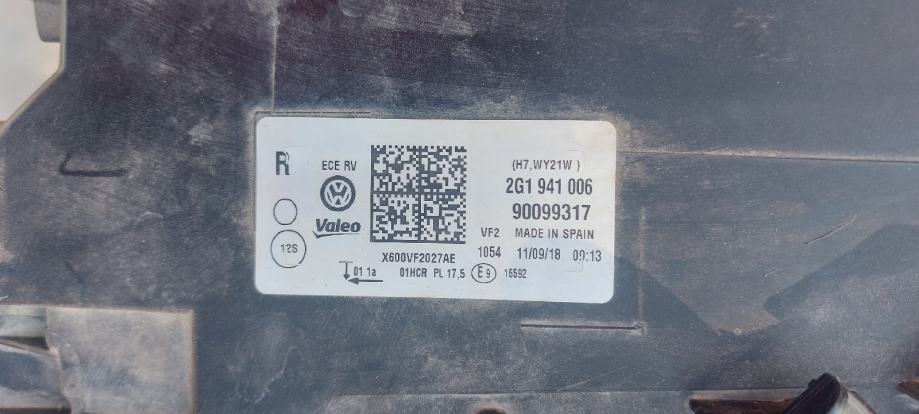 R
ECE RV
(H7,WY21W )
2G1 941 006
90099317
Valeo
12S
VF2 MADE IN SPAIN
X600VF2027AE
1054 11/09/18 09:13
01 1a
01HCR PL 17,5 E9 16592